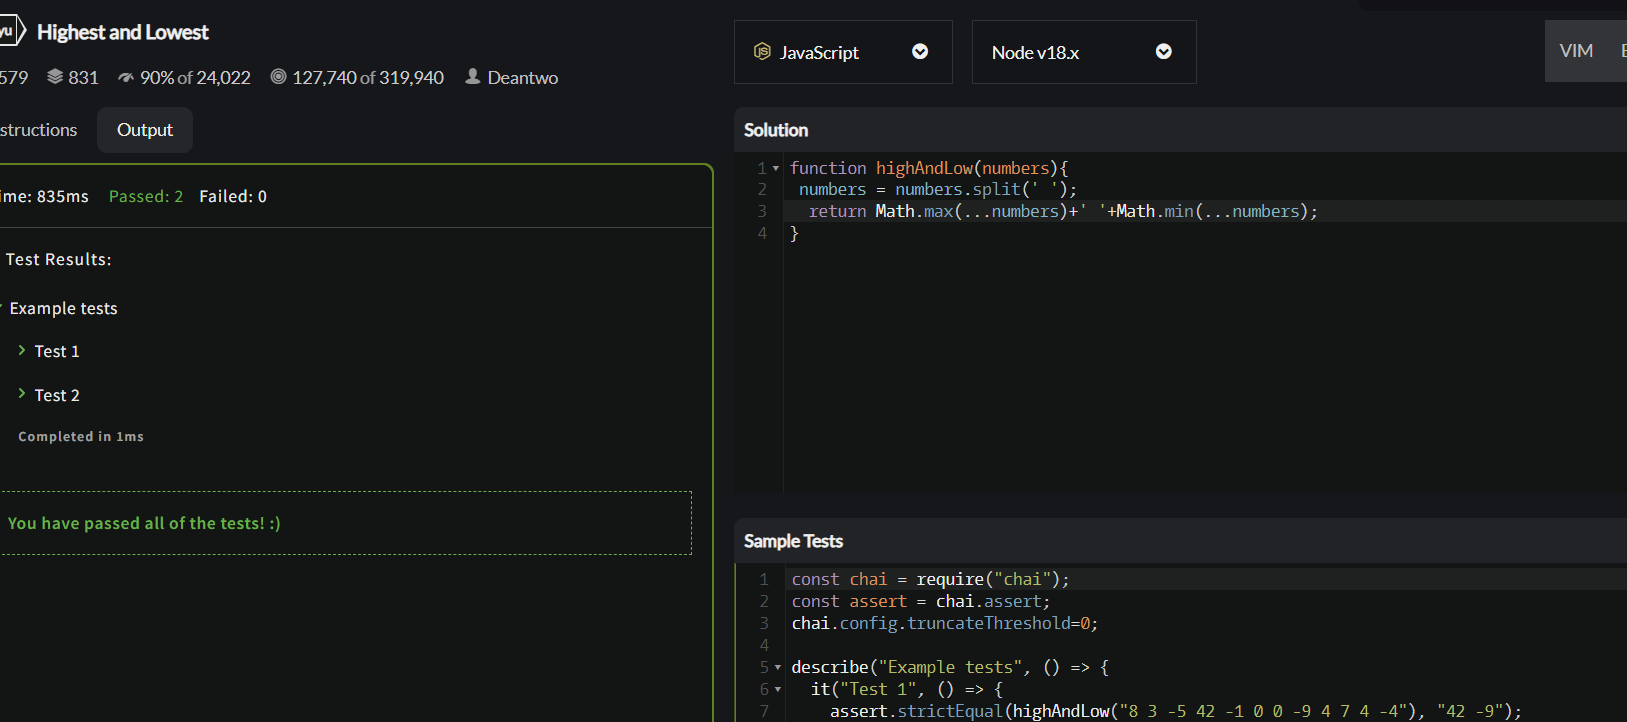 yu Highest and Lowest
579 831 90% of 24,022 127,740 of 319,940 Deantwo
structions Output
ime: 835ms Passed: 2 Failed: 0
Test Results:
Example tests
Test 1
Test 2
Completed in 1ms
You have passed all of the tests! :)
JS JavaScript Node v18.x VIM E
Solution
1 function highAndLow(numbers){
2 numbers = numbers.split(' ');
3 return Math.max(...numbers)+' '+Math.min(...numbers);
4 }
Sample Tests
1 const chai = require("chai");
2 const assert = chai.assert;
3 chai.config.truncateThreshold=0;
4
5 describe("Example tests", () => {
6 it("Test 1", () => {
7 assert.strictEqual(highAndLow("8 3 -5 42 -1 0 0 -9 4 7 4 -4"), "42 -9");